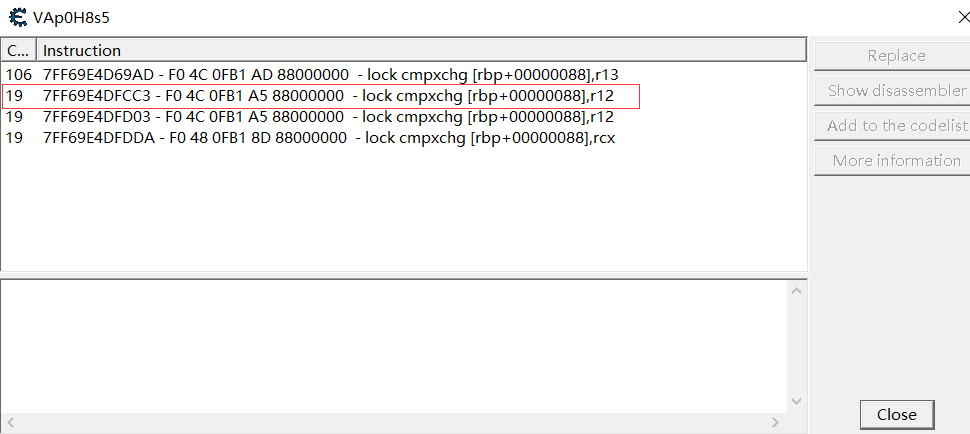 VAp0H8s5
C... Instruction
106 7FF69E4D69AD - F0 4C 0FB1 AD 88000000 - lock cmpxchg [rbp+00000088],r13
19 7FF69E4DFCC3 - F0 4C 0FB1 A5 88000000 - lock cmpxchg [rbp+00000088],r12
19 7FF69E4DFD03 - F0 4C 0FB1 A5 88000000 - lock cmpxchg [rbp+00000088],r12
19 7FF69E4DFDDA - F0 48 0FB1 8D 88000000 - lock cmpxchg [rbp+00000088],rcx
Replace
Show disassembler
Add to the codelist
More information
Close